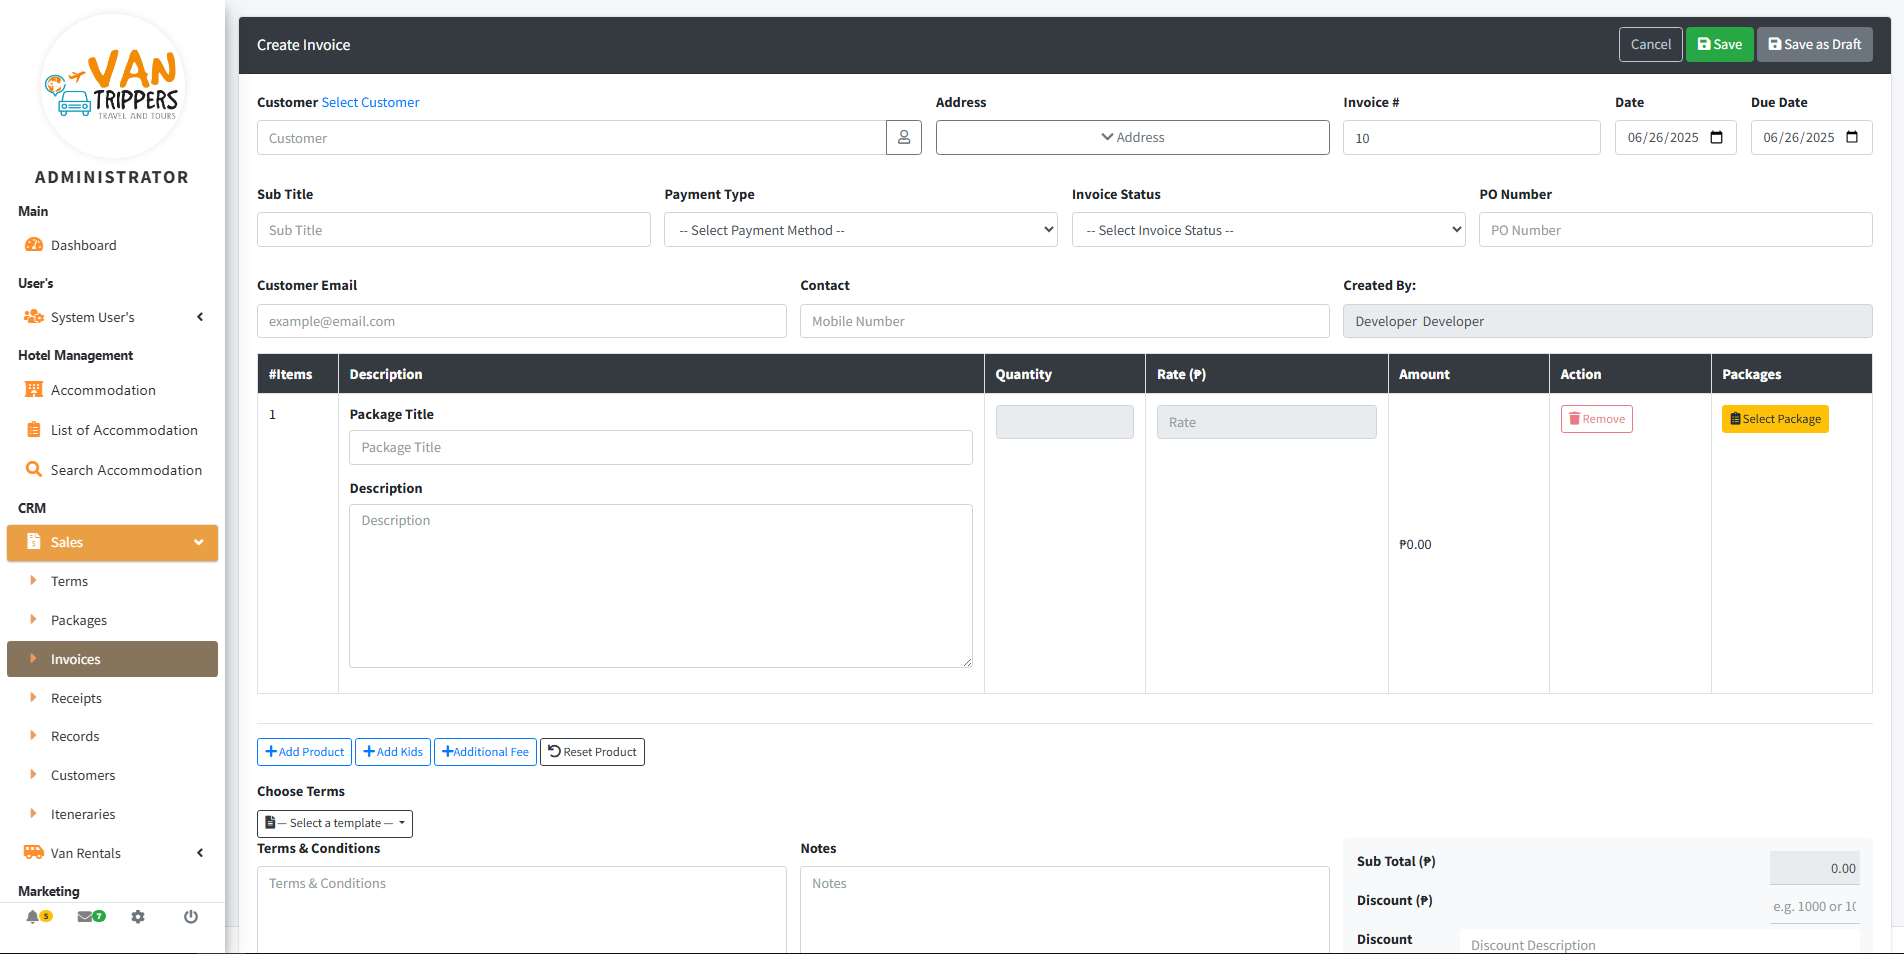 VAN
TRIPPERS
TRAVEL AND TOURS
ADMINISTRATOR
Main
Dashboard
User's
System User's
Hotel Management
Accommodation
List of Accommodation
Search Accommodation
CRM
Sales
Terms
Packages
Invoices
Receipts
Records
Customers
Iteneraries
Van Rentals
Marketing
5 7
Create Invoice Cancel Save Save as Draft
Customer Select Customer Address Invoice # Date Due Date
Customer Address 10 06/26/2025 06/26/2025
Sub Title Payment Type Invoice Status PO Number
Sub Title -- Select Payment Method -- -- Select Invoice Status -- PO Number
Customer Email Contact Created By:
example@email.com Mobile Number Developer Developer
#Items Description Quantity Rate (₱) Amount Action Packages
1 Package Title Rate Remove Select Package
Package Title
Description
Description
₱0.00
Add Product Add Kids Additional Fee Reset Product
Choose Terms
— Select a template —
Terms & Conditions Notes Sub Total (₱) 0.00
Terms & Conditions Notes Discount (₱) e.g. 1000 or 10
Discount Discount Description